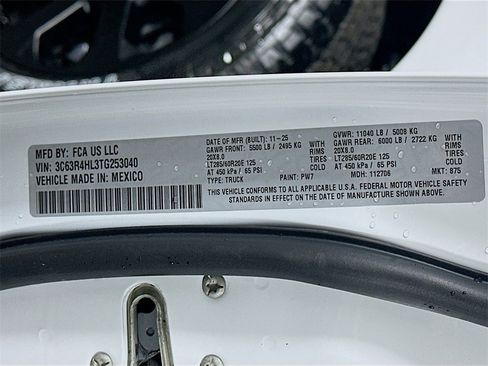 MFD BY: FCA US LLC
VIN: 3C63R4HL3TG253040
VEHICLE MADE IN: MEXICO
DATE OF MFR (BUILT): 11-25
GAWR FRONT: 5500 LB / 2495 KG
20X8.0 RIMS WITH
LT285/60R20E 125 TIRES
AT 450 kPa / 65 PSI COLD
TYPE: TRUCK PAINT: PW7
GVWR: 11040 LB / 5008 KG
GAWR REAR: 6000 LB / 2722 KG
20X8.0 RIMS WITH
LT285/60R20E 125 TIRES
AT 450 kPa / 65 PSI COLD
MDH: 112706 MKT: 875
THIS VEHICLE CONFORMS TO ALL APPLICABLE U.S.A. FEDERAL MOTOR VEHICLE SAFETY
STANDARDS IN EFFECT ON THE DATE OF MANUFACTURE SHOWN ABOVE